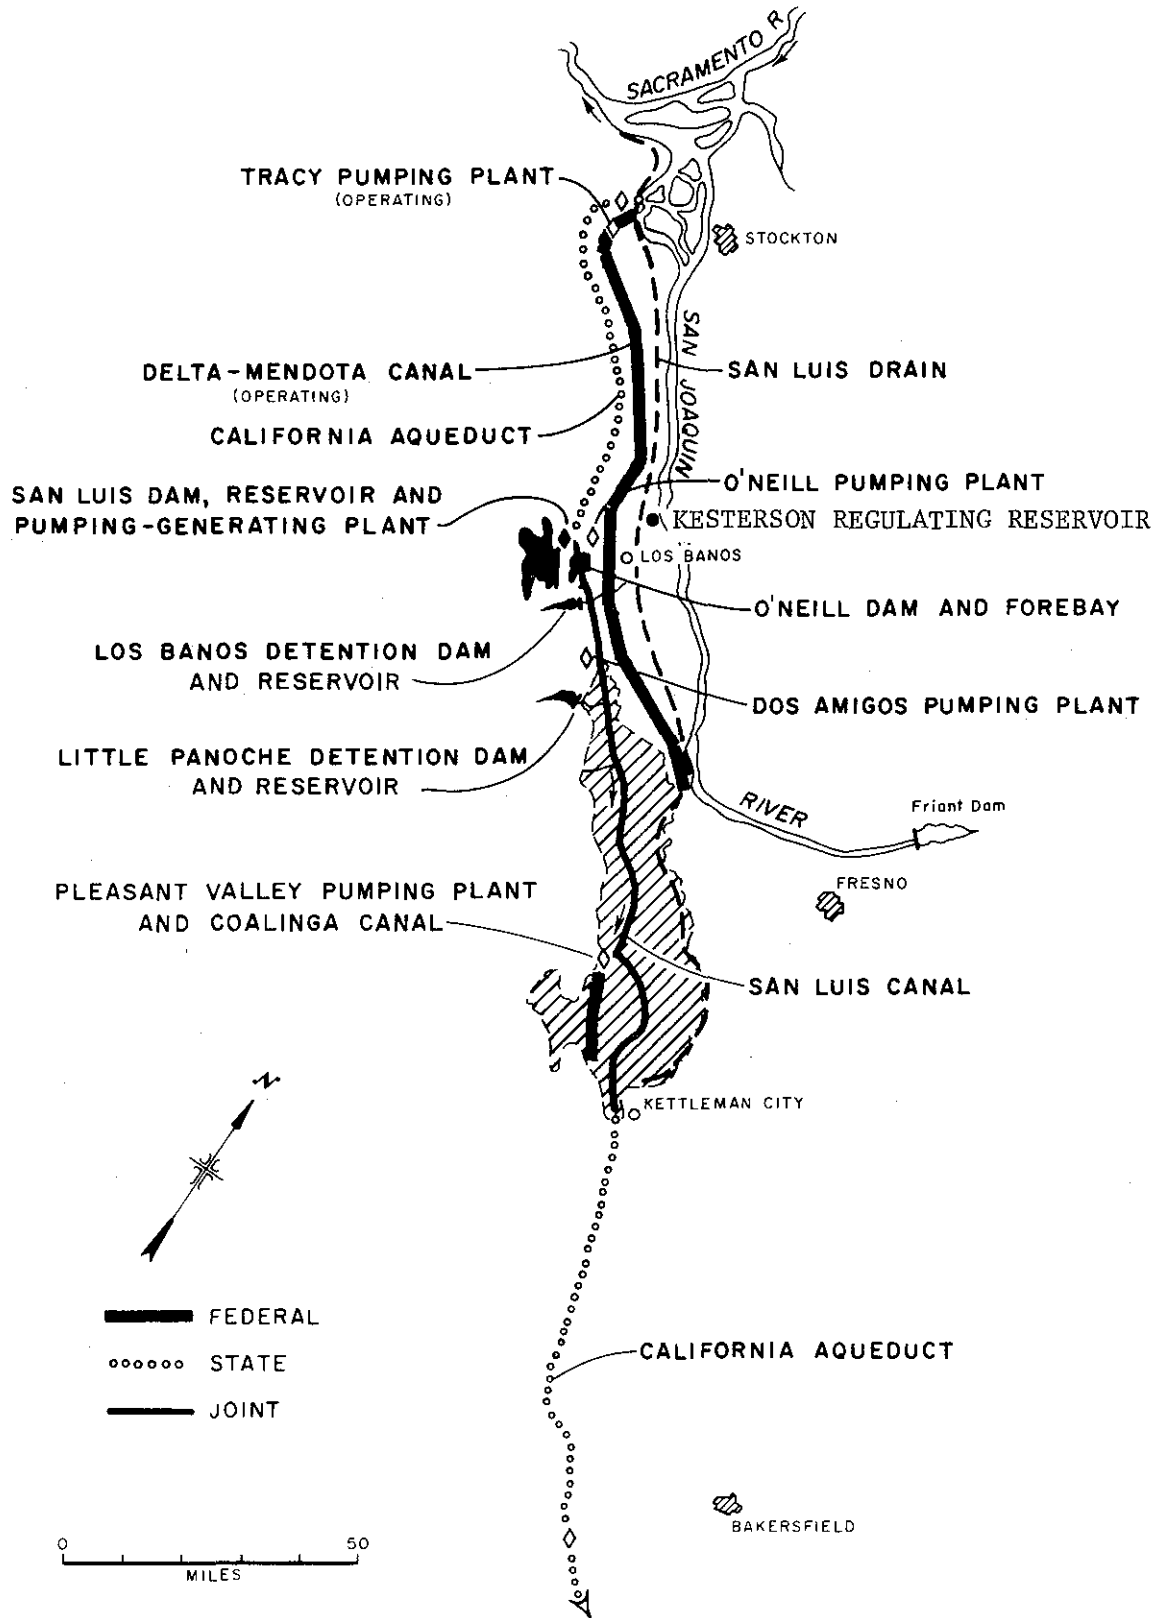 SACRAMENTO R
TRACY PUMPING PLANT
(OPERATING)
STOCKTON
SAN JOAQUIN
DELTA-MENDOTA CANAL
(OPERATING)
SAN LUIS DRAIN
CALIFORNIA AQUEDUCT
O'NEILL PUMPING PLANT
SAN LUIS DAM, RESERVOIR AND
PUMPING-GENERATING PLANT
KESTERSON REGULATING RESERVOIR
LOS BANOS
O'NEILL DAM AND FOREBAY
LOS BANOS DETENTION DAM
AND RESERVOIR
DOS AMIGOS PUMPING PLANT
LITTLE PANOCHE DETENTION DAM
AND RESERVOIR
RIVER
Friant Dam
FRESNO
PLEASANT VALLEY PUMPING PLANT
AND COALINGA CANAL
SAN LUIS CANAL
N
KETTLEMAN CITY
FEDERAL
STATE
JOINT
CALIFORNIA AQUEDUCT
BAKERSFIELD
0 50
MILES